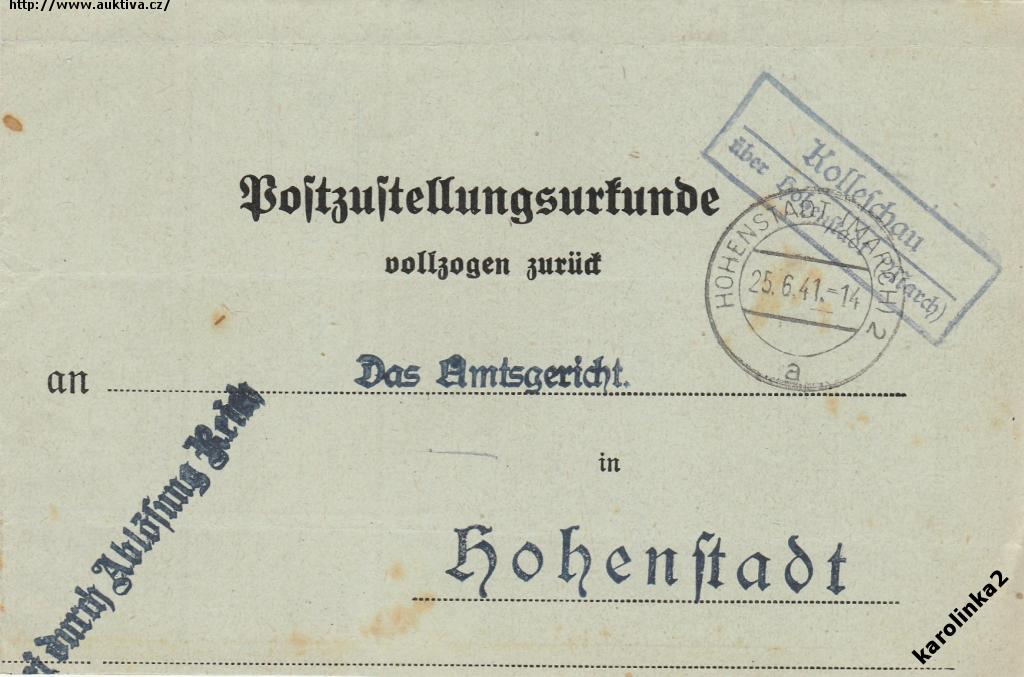 http://www.auktiva.cz/
Kolleschau
über Hohenstadt (March)
Postzustellungsurkunde
vollzogen zurück
HOHENSTADT (MARCH) 2
25.6.41.-14
a
an Das Amtsgericht.
in
Hohenstadt
ei durch Ablösung Reich
karolinka2